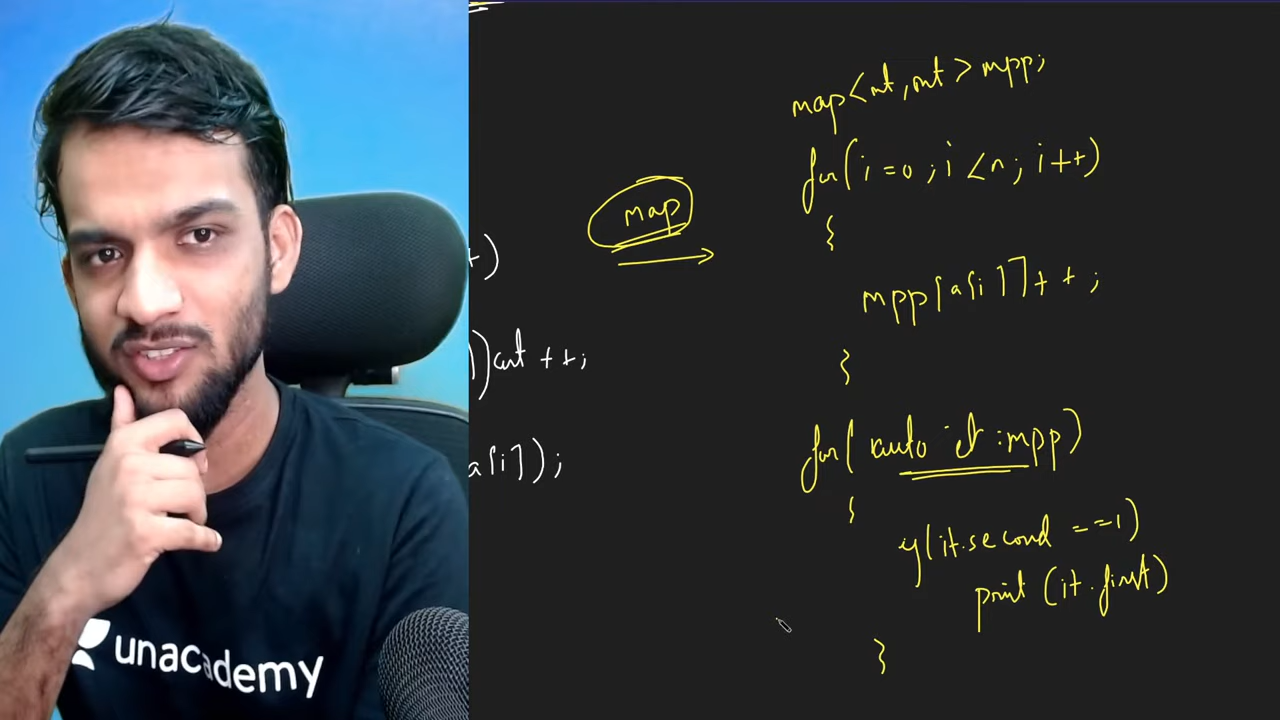 map<int,int> mpp;
for(i=0;i<n;i++)
{
map
mpp[a[i]]++;
}
)cnt++;
for(auto it:mpp)
a[i]);
{
if(it.second ==1)
print(it.first)
}
unacademy